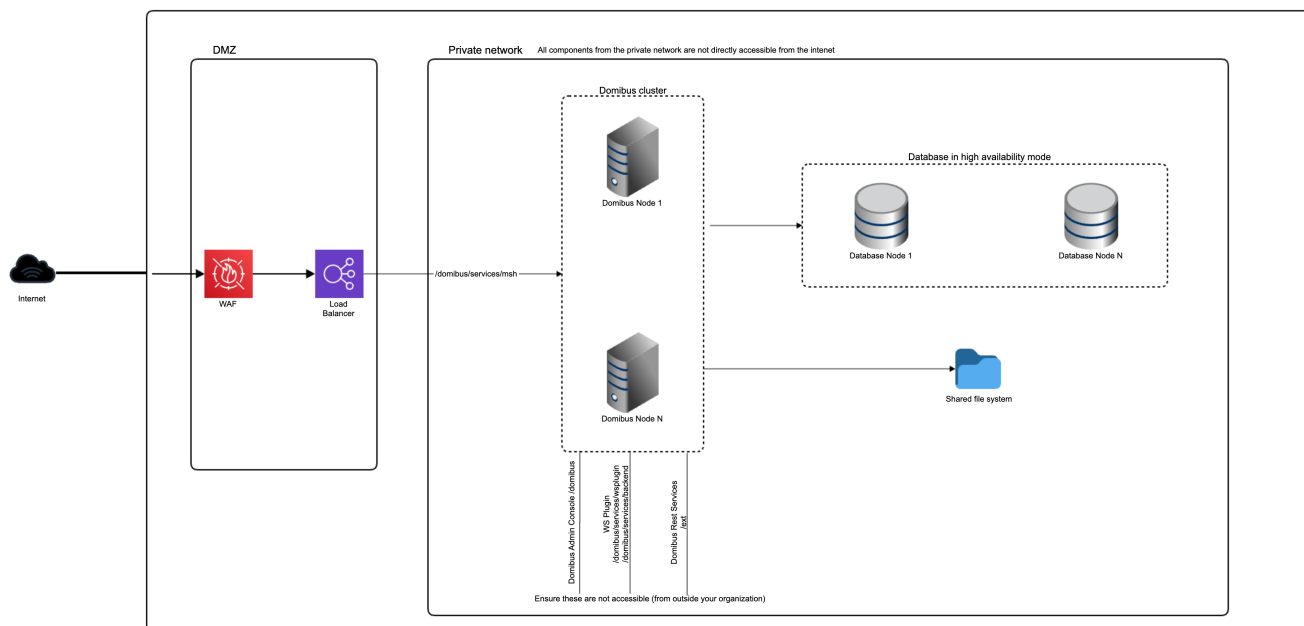 DMZ
Private network
All components from the private network are not directly accessible from the intenet
Domibus cluster
Domibus Node 1
Database in high availability mode
Database Node 1
Database Node N
Internet
WAF
Load
Balancer
/domibus/services/msh
Domibus Node N
Shared file system
Domibus Admin Console /domibus
WS Plugin
/domibus/services/wsplugin
/domibus/services/backend
Domibus Rest Services
/ext
Ensure these are not accessible (from outside your organization)